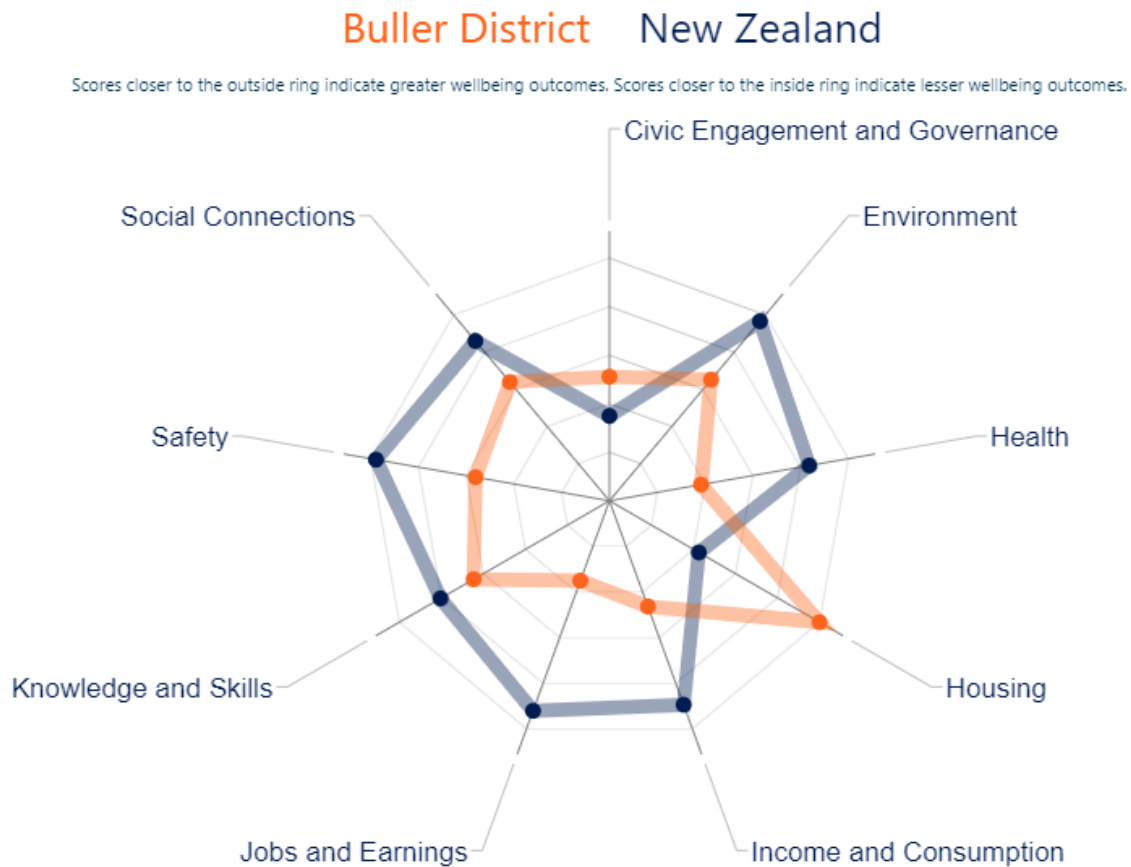 Buller District New Zealand
Scores closer to the outside ring indicate greater wellbeing outcomes. Scores closer to the inside ring indicate lesser wellbeing outcomes.
Civic Engagement and Governance
Social Connections
Environment
Safety
Health
Knowledge and Skills
Housing
Jobs and Earnings
Income and Consumption